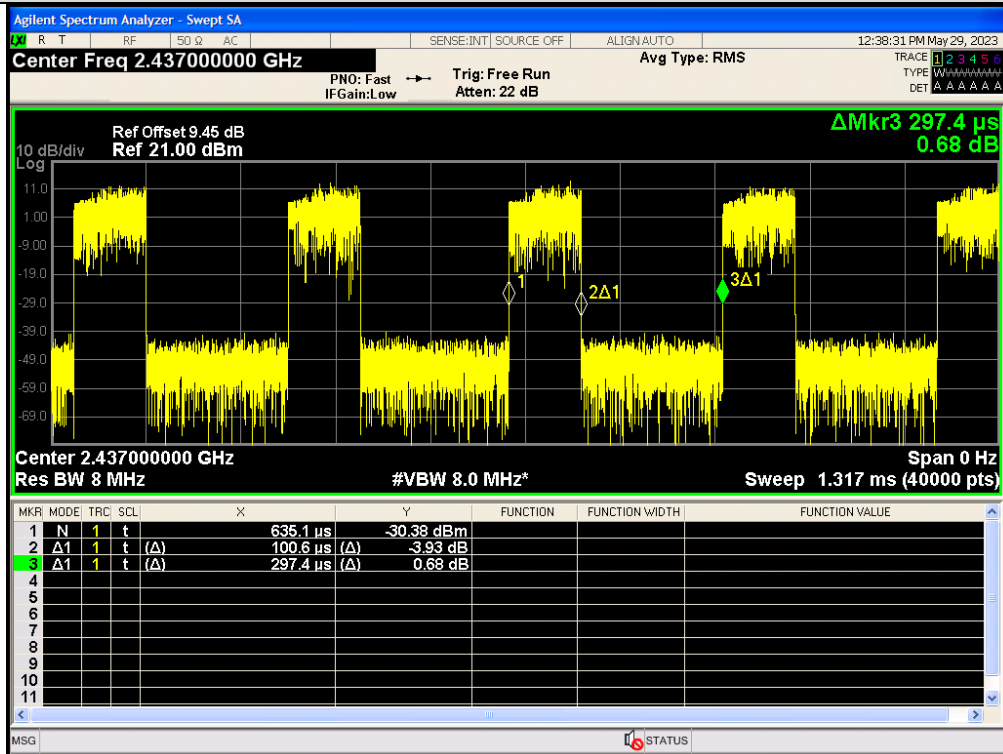 Agilent Spectrum Analyzer - Swept SA
LXI R T RF 50 Ω AC SENSE:INT SOURCE OFF ALIGN AUTO 12:38:31 PM May 29, 2023
Center Freq 2.437000000 GHz
Avg Type: RMS
TRACE 1 2 3 4 5 6
PNO: Fast Trig: Free Run
TYPE W
IFGain:Low Atten: 22 dB
DET A A A A A A
ΔMkr3 297.4 µs
0.68 dB
Ref Offset 9.45 dB
10 dB/div Ref 21.00 dBm
Log
11.0
1.00
-9.00
-19.0
-29.0
-39.0
-49.0
-59.0
-69.0
1
2Δ1
3Δ1
Center 2.437000000 GHz Span 0 Hz
Res BW 8 MHz #VBW 8.0 MHz* Sweep 1.317 ms (40000 pts)
MKR MODE TRC SCL X Y FUNCTION FUNCTION WIDTH FUNCTION VALUE
1 N 1 t 635.1 µs -30.38 dBm
2 Δ1 1 t (Δ) 100.6 µs (Δ) -3.93 dB
3 Δ1 1 t (Δ) 297.4 µs (Δ) 0.68 dB
4
5
6
7
8
9
10
11
MSG STATUS